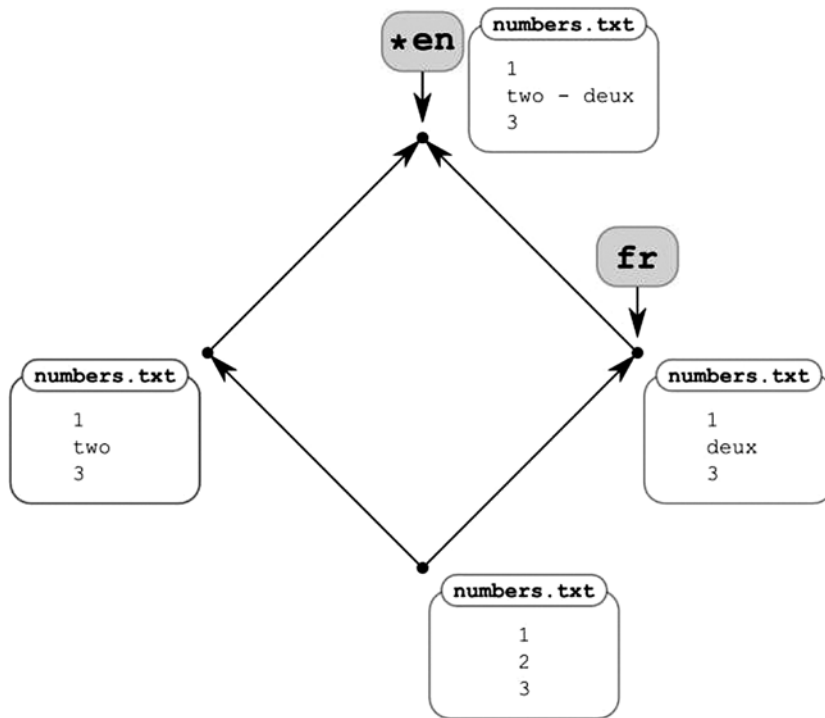 *en
numbers.txt
1
two - deux
3
fr
numbers.txt
1
two
3
numbers.txt
1
deux
3
numbers.txt
1
2
3